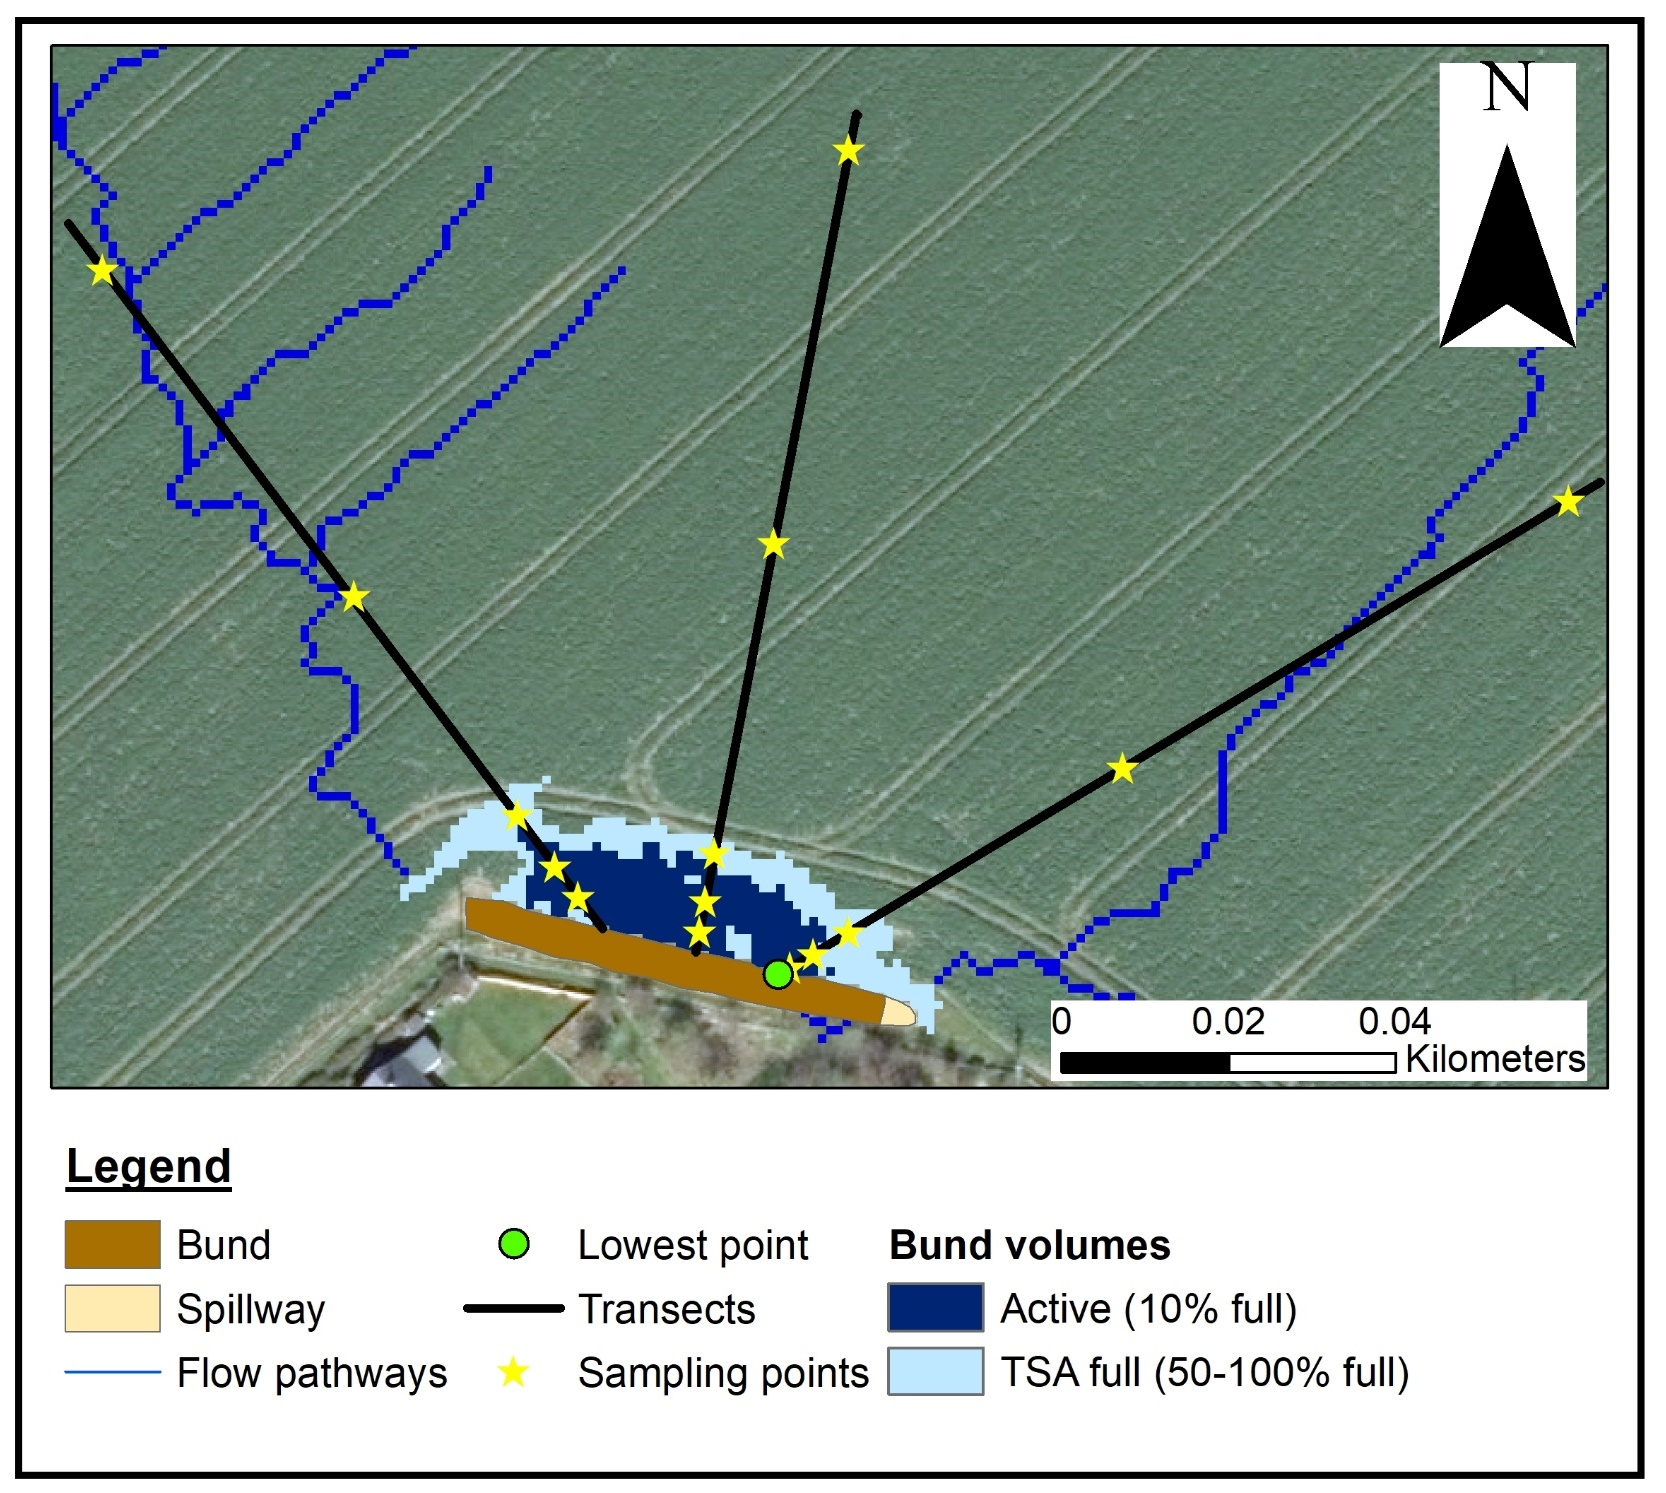 N
0 0.02 0.04
Kilometers
Legend
Bund
Lowest point
Bund volumes
Spillway
Transects
Active (10% full)
Flow pathways
Sampling points
TSA full (50-100% full)